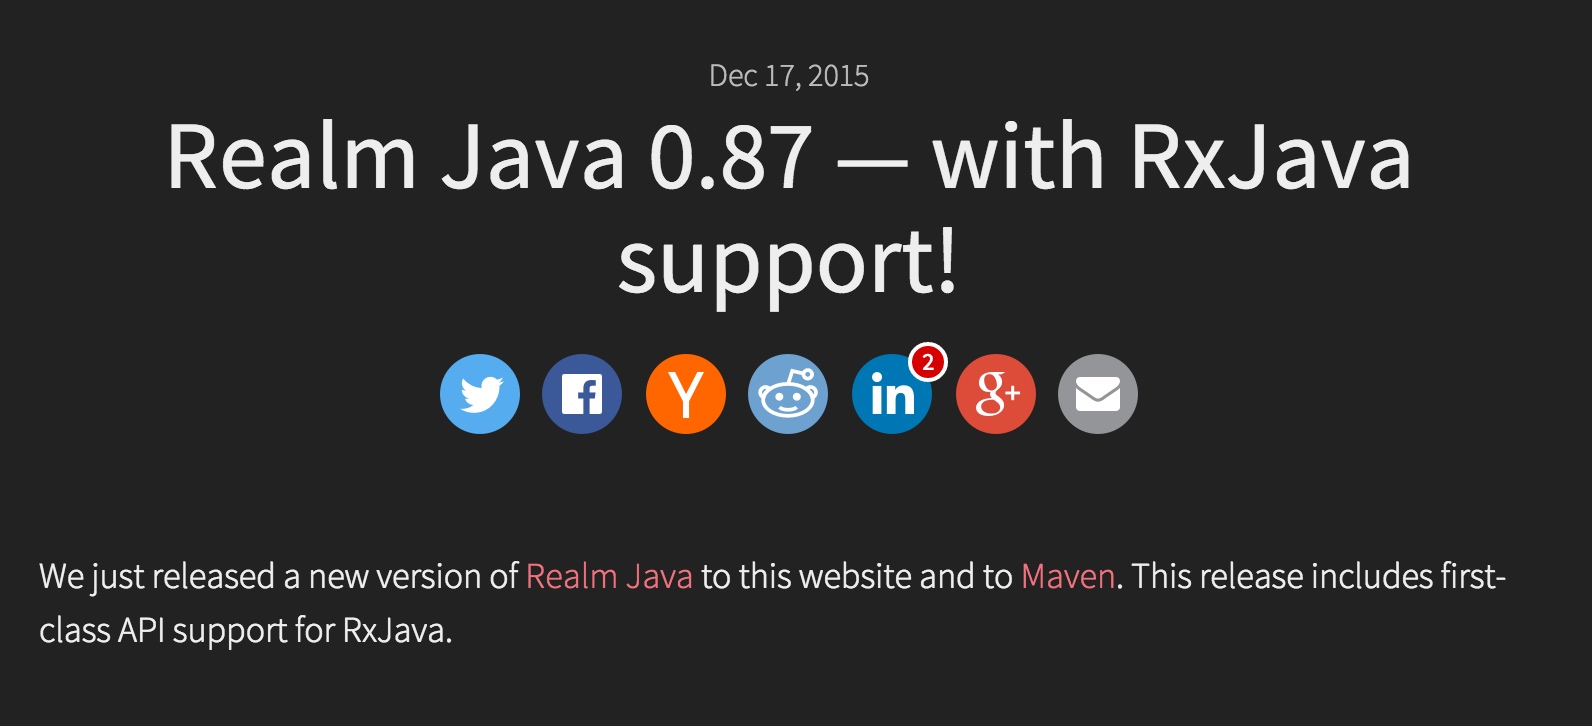 Dec 17, 2015
Realm Java 0.87 — with RxJava
support!
2
We just released a new version of Realm Java to this website and to Maven. This release includes first-
class API support for RxJava.